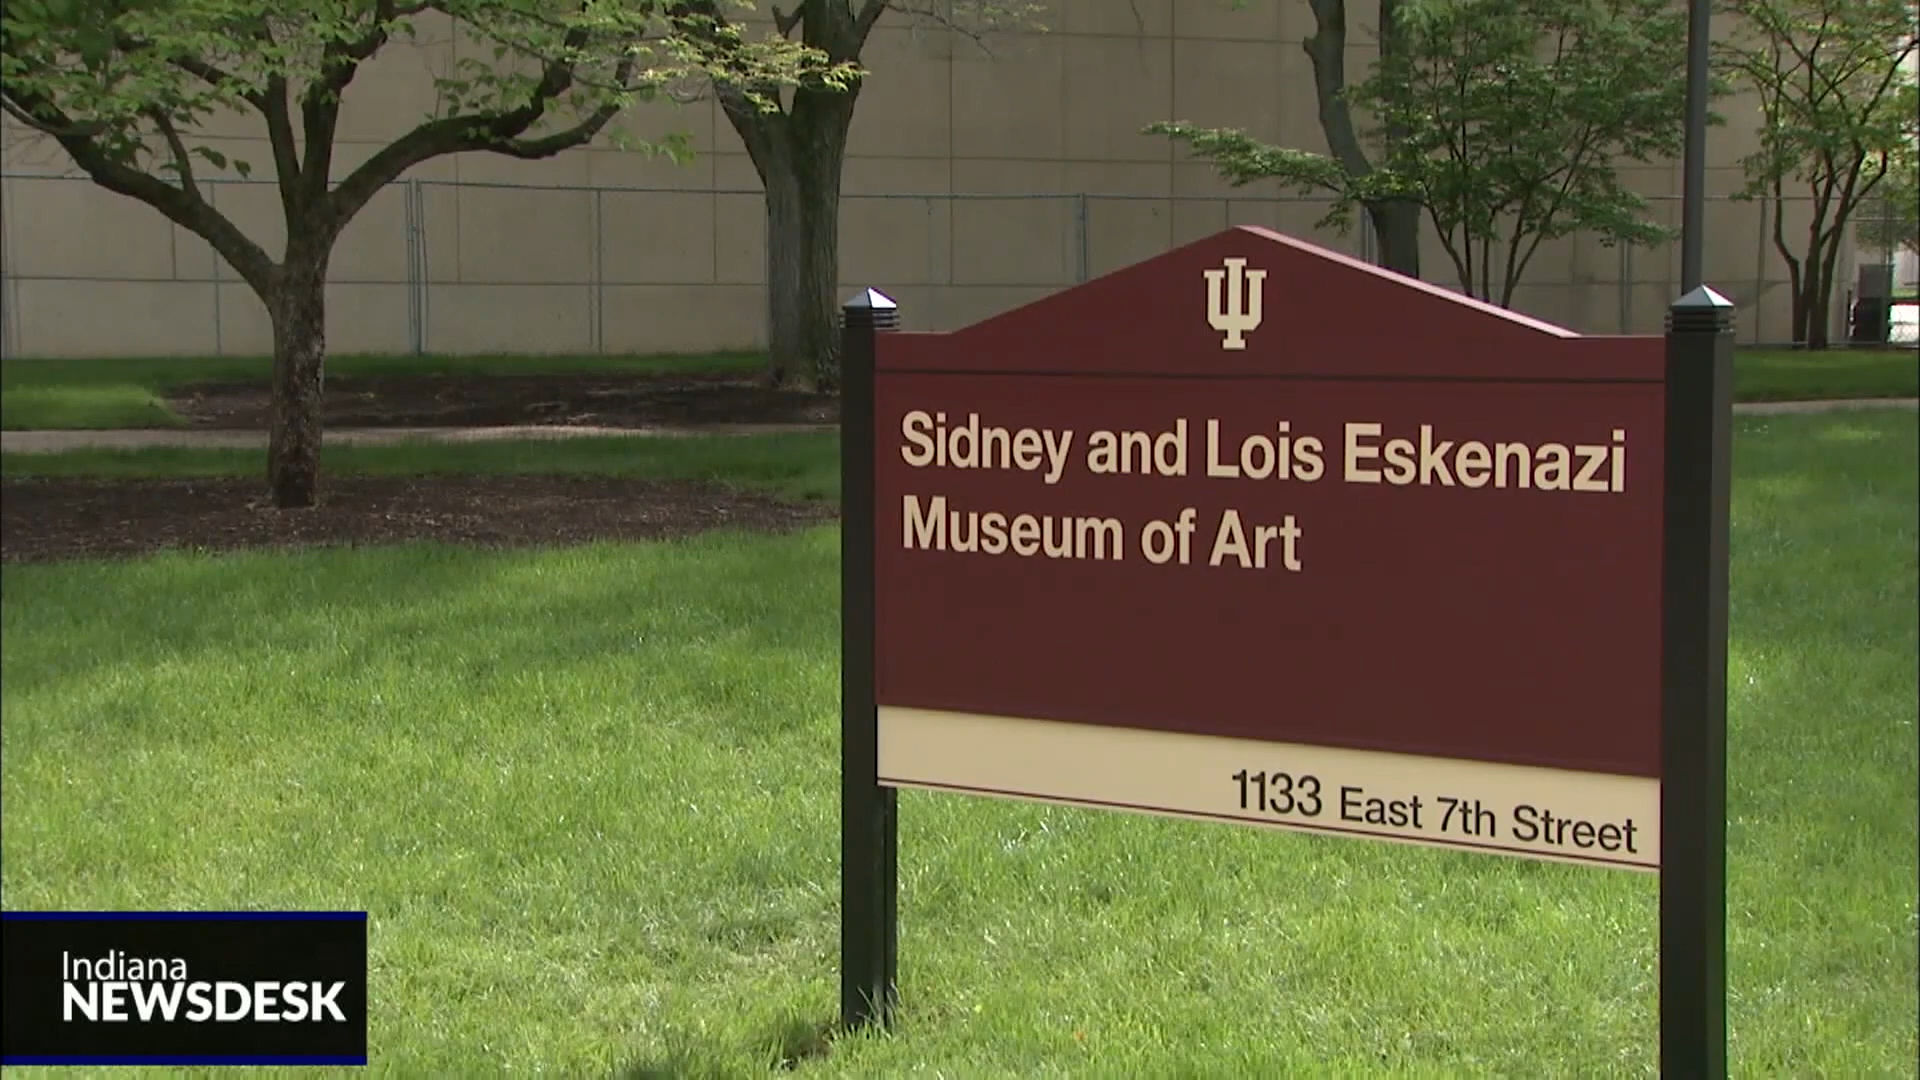 Sidney and Lois Eskenazi
Museum of Art
1133 East 7th Street
Indiana
NEWSDESK